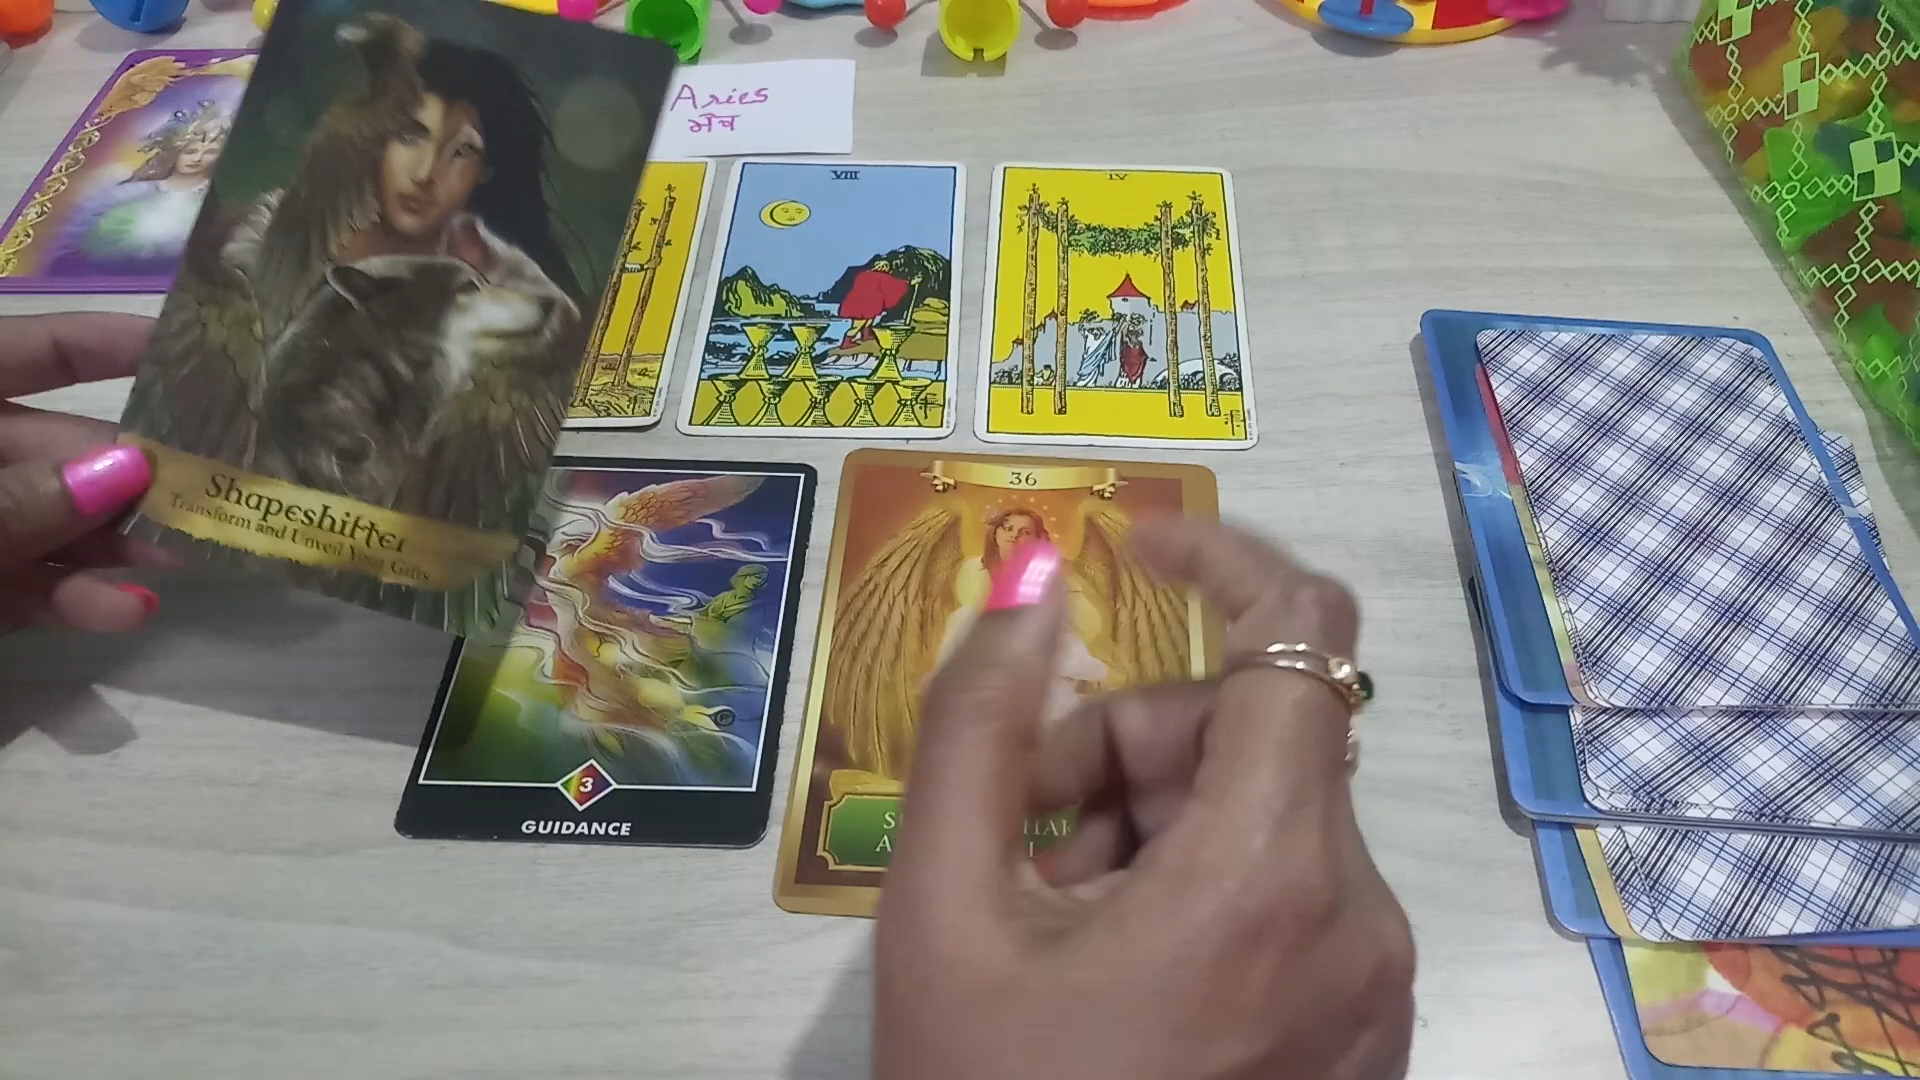 Aries
मेष
VIII
IV
Shapeshifter
Transform and Unveil Your Gifts
36
3
GUIDANCE